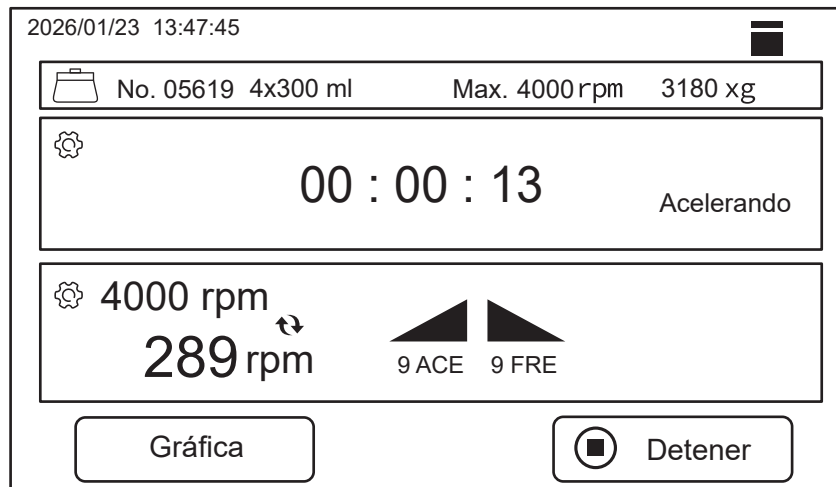 2026/01/23 13:47:45
No. 05619 4x300 ml Max. 4000 rpm 3180 xg
00 : 00 : 13
Acelerando
4000 rpm
289 rpm
9 ACE 9 FRE
Gráfica Detener